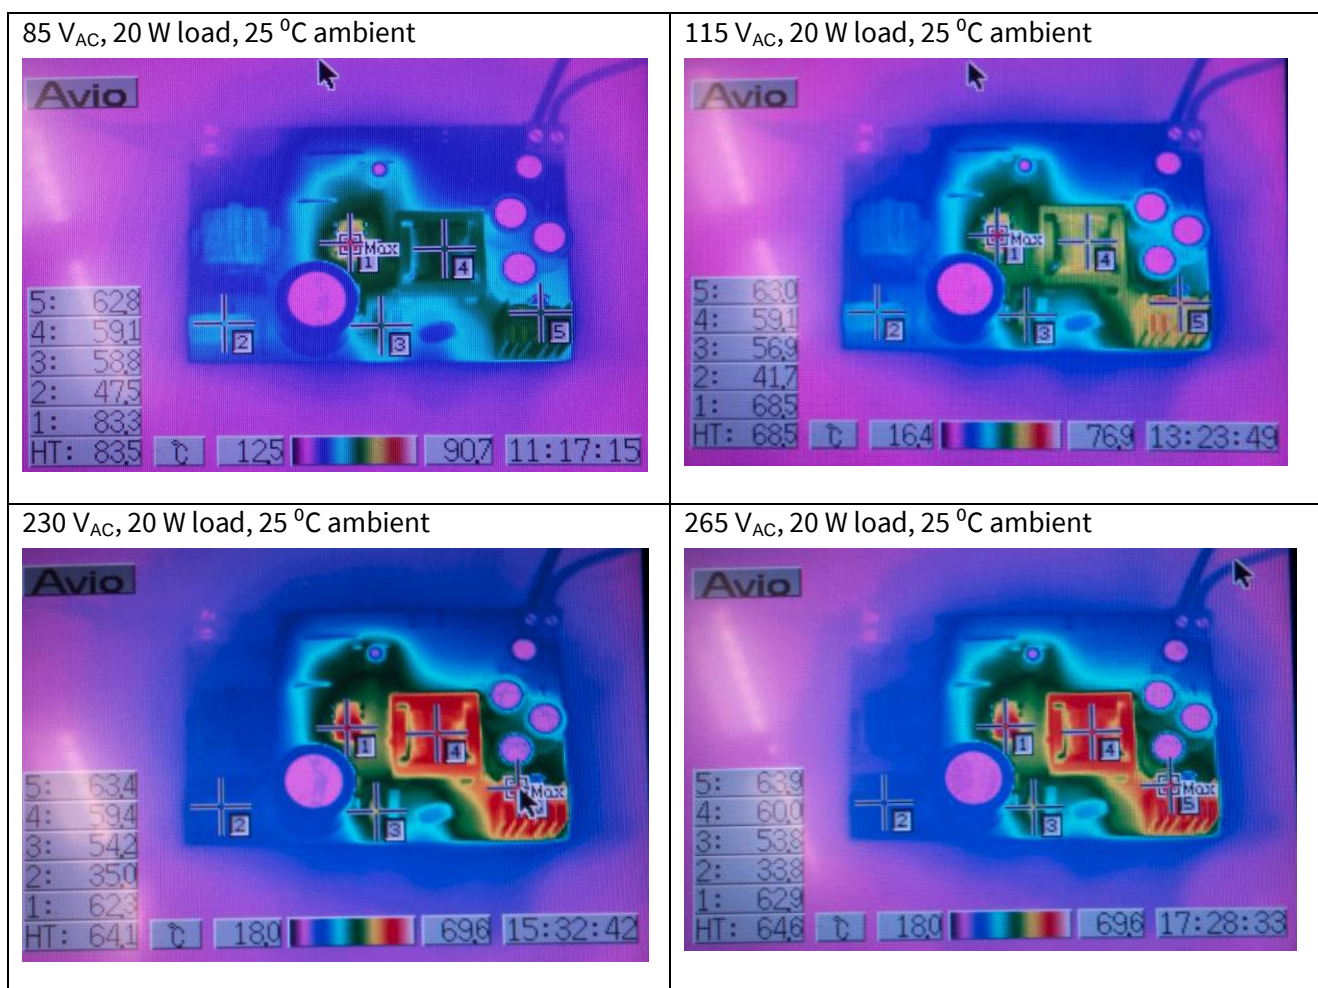 85 VAC, 20 W load, 25 ⁰C ambient
Avio
Max
1
4
2
3
5
5: 62.8
4: 59.1
3: 58.8
2: 47.5
1: 83.3
HT: 83.5 ℃ 12.5 90.7 11:17:15
115 VAC, 20 W load, 25 ⁰C ambient
Avio
Max
1
4
2
3
5
5: 63.0
4: 59.1
3: 56.9
2: 41.7
1: 68.5
HT: 68.5 ℃ 16.4 76.9 13:23:49
230 VAC, 20 W load, 25 ⁰C ambient
Avio
1
4
Max
2
3
5: 63.4
4: 59.4
3: 54.2
2: 35.0
1: 62.3
HT: 64.1 ℃ 18.0 69.6 15:32:42
265 VAC, 20 W load, 25 ⁰C ambient
Avio
1
4
Max
5
2
3
5: 63.9
4: 60.0
3: 53.8
2: 33.8
1: 62.9
HT: 64.6 ℃ 18.0 69.6 17:28:33